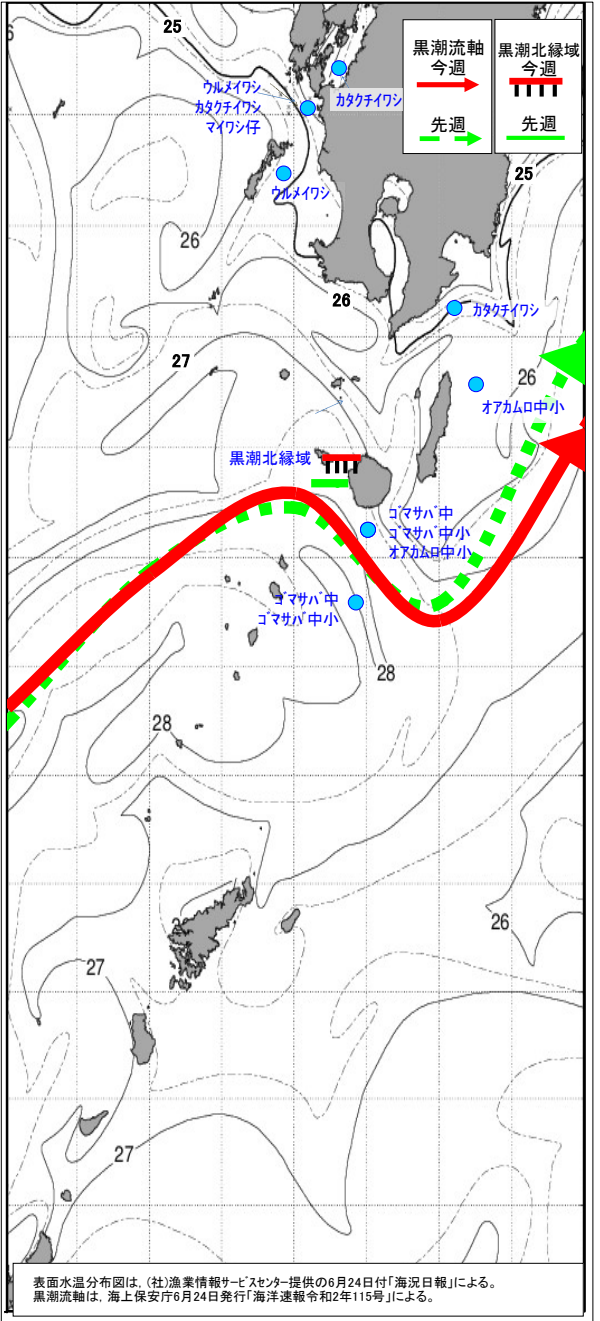 25
6
黒潮流軸
今週
先週
黒潮北縁域
今週
先週
ウルメイワシ
カタクチイワシ
マイワシ仔
カタクチイワシ
25
ウルメイワシ
26
26
カタクチイワシ
27
26
オアカムロ中小
黒潮北縁域
ゴマサバ中
ゴマサバ中小
オアカムロ中小
ゴマサバ中
ゴマサバ中小
28
28
26
27
27
表面水温分布図は，(社)漁業情報サービスセンター提供の6月24日付「海況日報」による。
黒潮流軸は，海上保安庁6月24日発行「海洋速報令和2年115号」による。